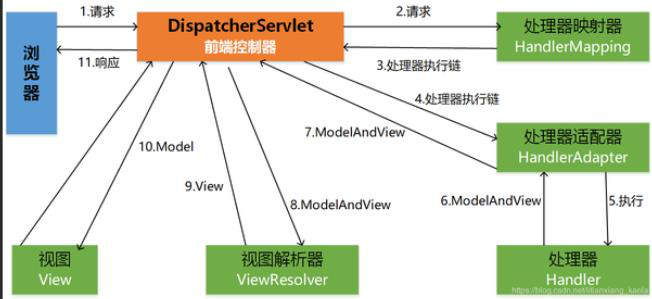 1.请求
DispatcherServlet
前端控制器
2.请求
处理器映射器
HandlerMapping
浏览器
11.响应
3.处理器执行链
4.处理器执行链
7.ModelAndView
处理器适配器
HandlerAdapter
10.Model
9.View
8.ModelAndView
6.ModelAndView
5.执行
视图
View
视图解析器
ViewResolver
处理器
Handler
https://blog.csdn.net/litianxiang_kaola